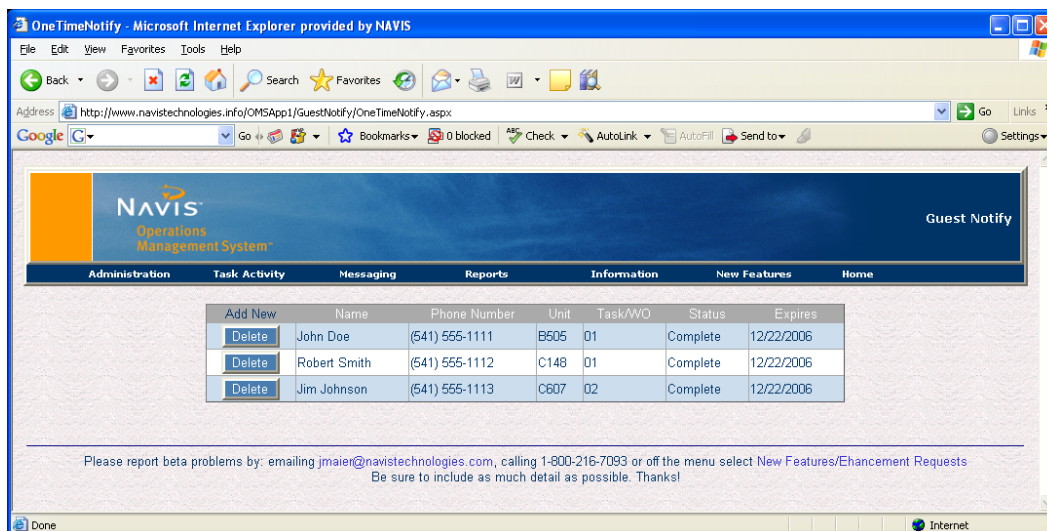 OneTimeNotify - Microsoft Internet Explorer provided by NAVIS
File Edit View Favorites Tools Help
Back Search Favorites
Address http://www.navistechnologies.info/OMSApp1/GuestNotify/OneTimeNotify.aspx Go Links
Google G Go Bookmarks 0 blocked ABC Check AutoLink AutoFill Send to Settings
NAVIS™
Operations
Management System™
Guest Notify
Administration Task Activity Messaging Reports Information New Features Home
Add New Name Phone Number Unit Task/WO Status Expires
Delete John Doe (541) 555-1111 B505 01 Complete 12/22/2006
Delete Robert Smith (541) 555-1112 C148 01 Complete 12/22/2006
Delete Jim Johnson (541) 555-1113 C607 02 Complete 12/22/2006
Please report beta problems by: emailing jmaier@navistechnologies.com, calling 1-800-216-7093 or off the menu select New Features/Ehancement Requests
Be sure to include as much detail as possible. Thanks!
Done Internet